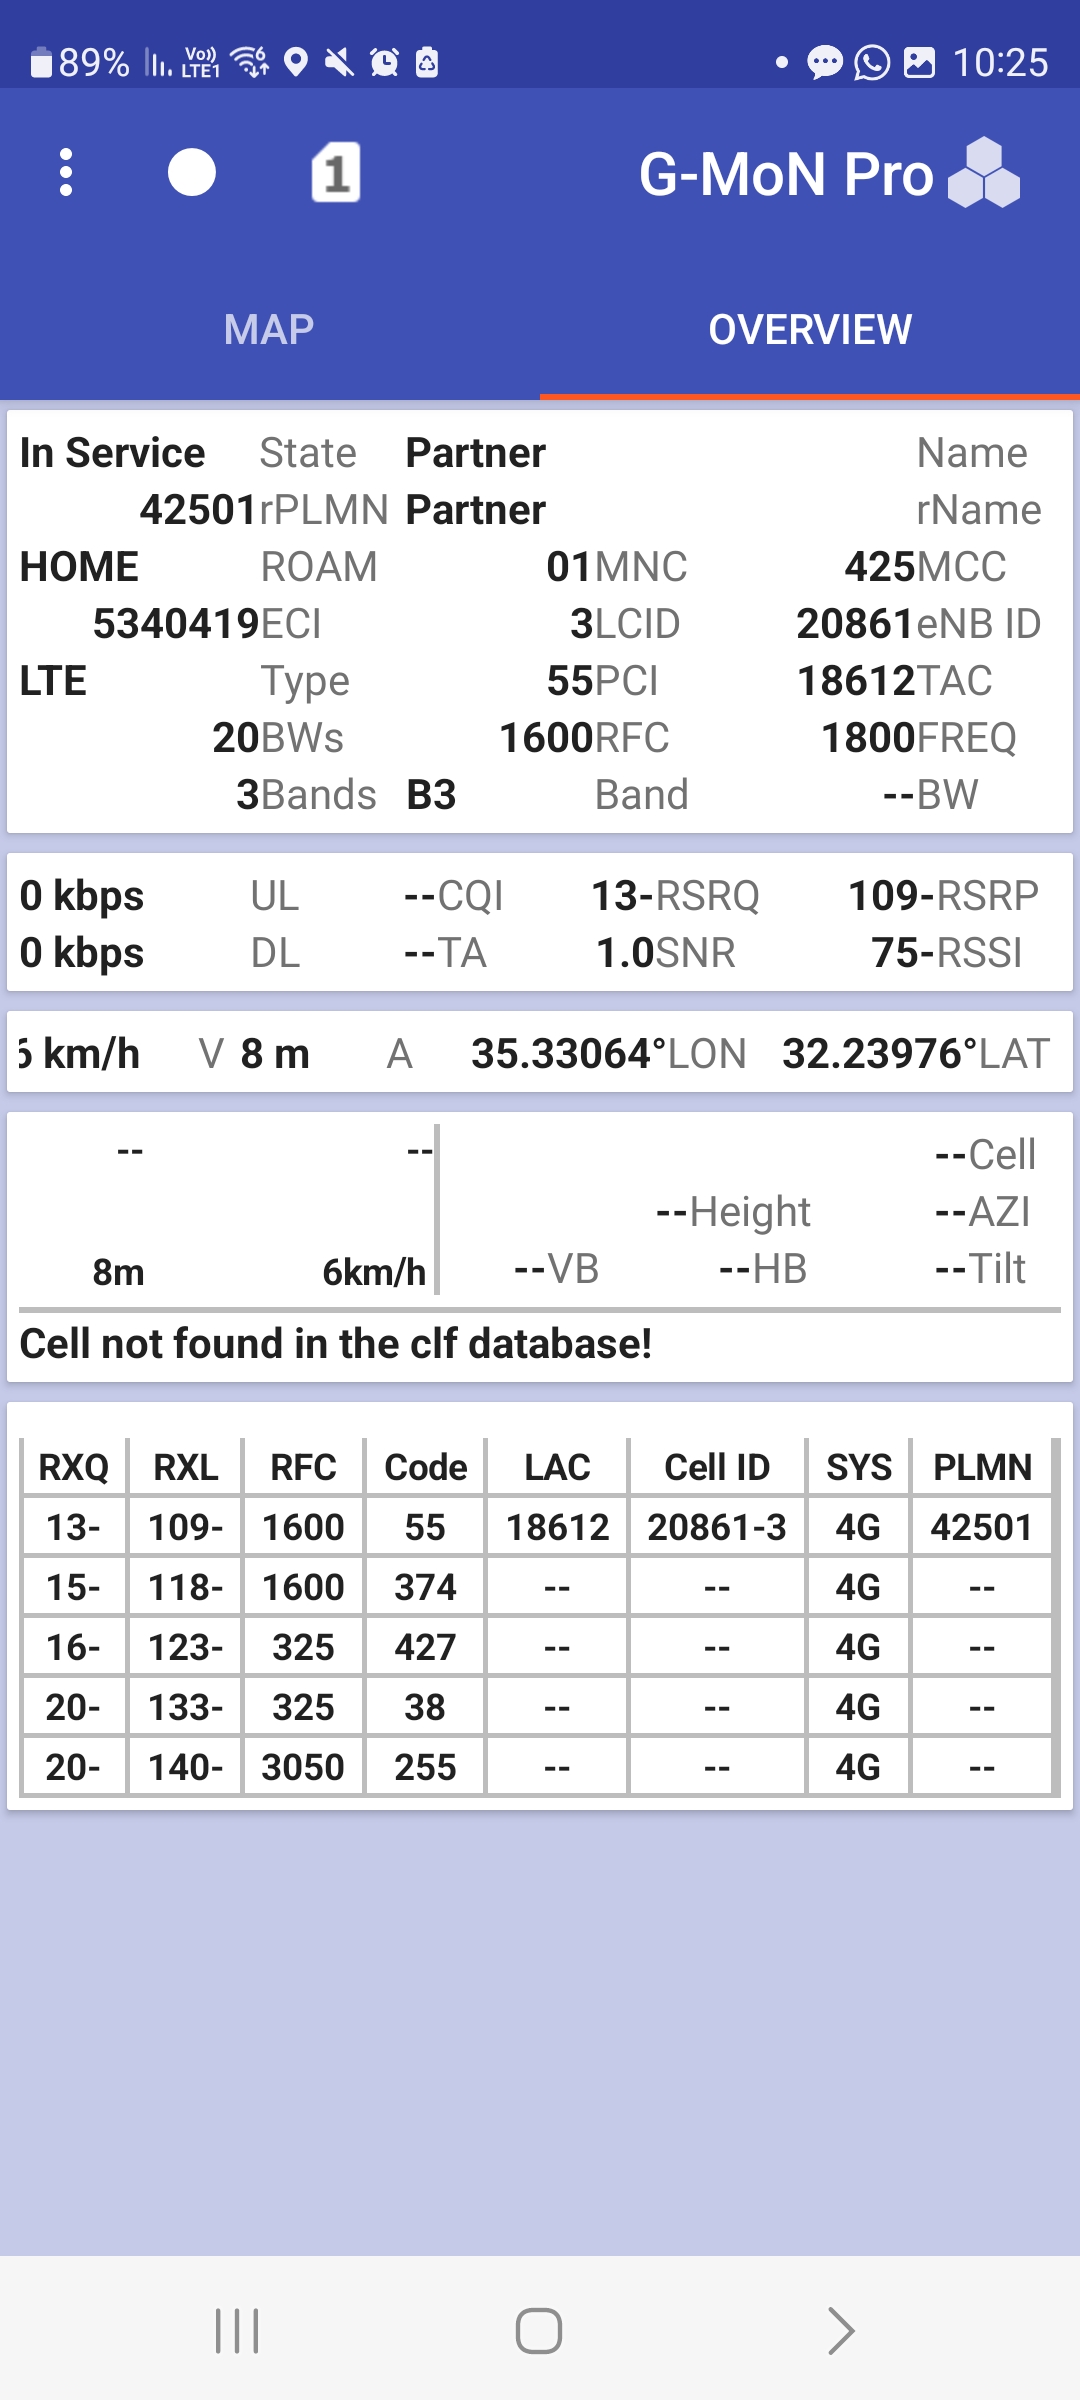 89% Vo)) LTE1 6 10:25
1 G-MoN Pro
MAP OVERVIEW
In Service State Partner Name
42501rPLMN Partner rName
HOME ROAM 01MNC 425MCC
5340419ECI 3LCID 20861eNB ID
LTE Type 55PCI 18612TAC
20BWs 1600RFC 1800FREQ
3Bands B3 Band --BW
0 kbps UL --CQI 13-RSRQ 109-RSRP
0 kbps DL --TA 1.0SNR 75-RSSI
6 km/h V 8 m A 35.33064°LON 32.23976°LAT
-- -- --Cell
--Height --AZI
8m 6km/h --VB --HB --Tilt
Cell not found in the clf database!
RXQ RXL RFC Code LAC Cell ID SYS PLMN
13- 109- 1600 55 18612 20861-3 4G 42501
15- 118- 1600 374 -- -- 4G --
16- 123- 325 427 -- -- 4G --
20- 133- 325 38 -- -- 4G --
20- 140- 3050 255 -- -- 4G --